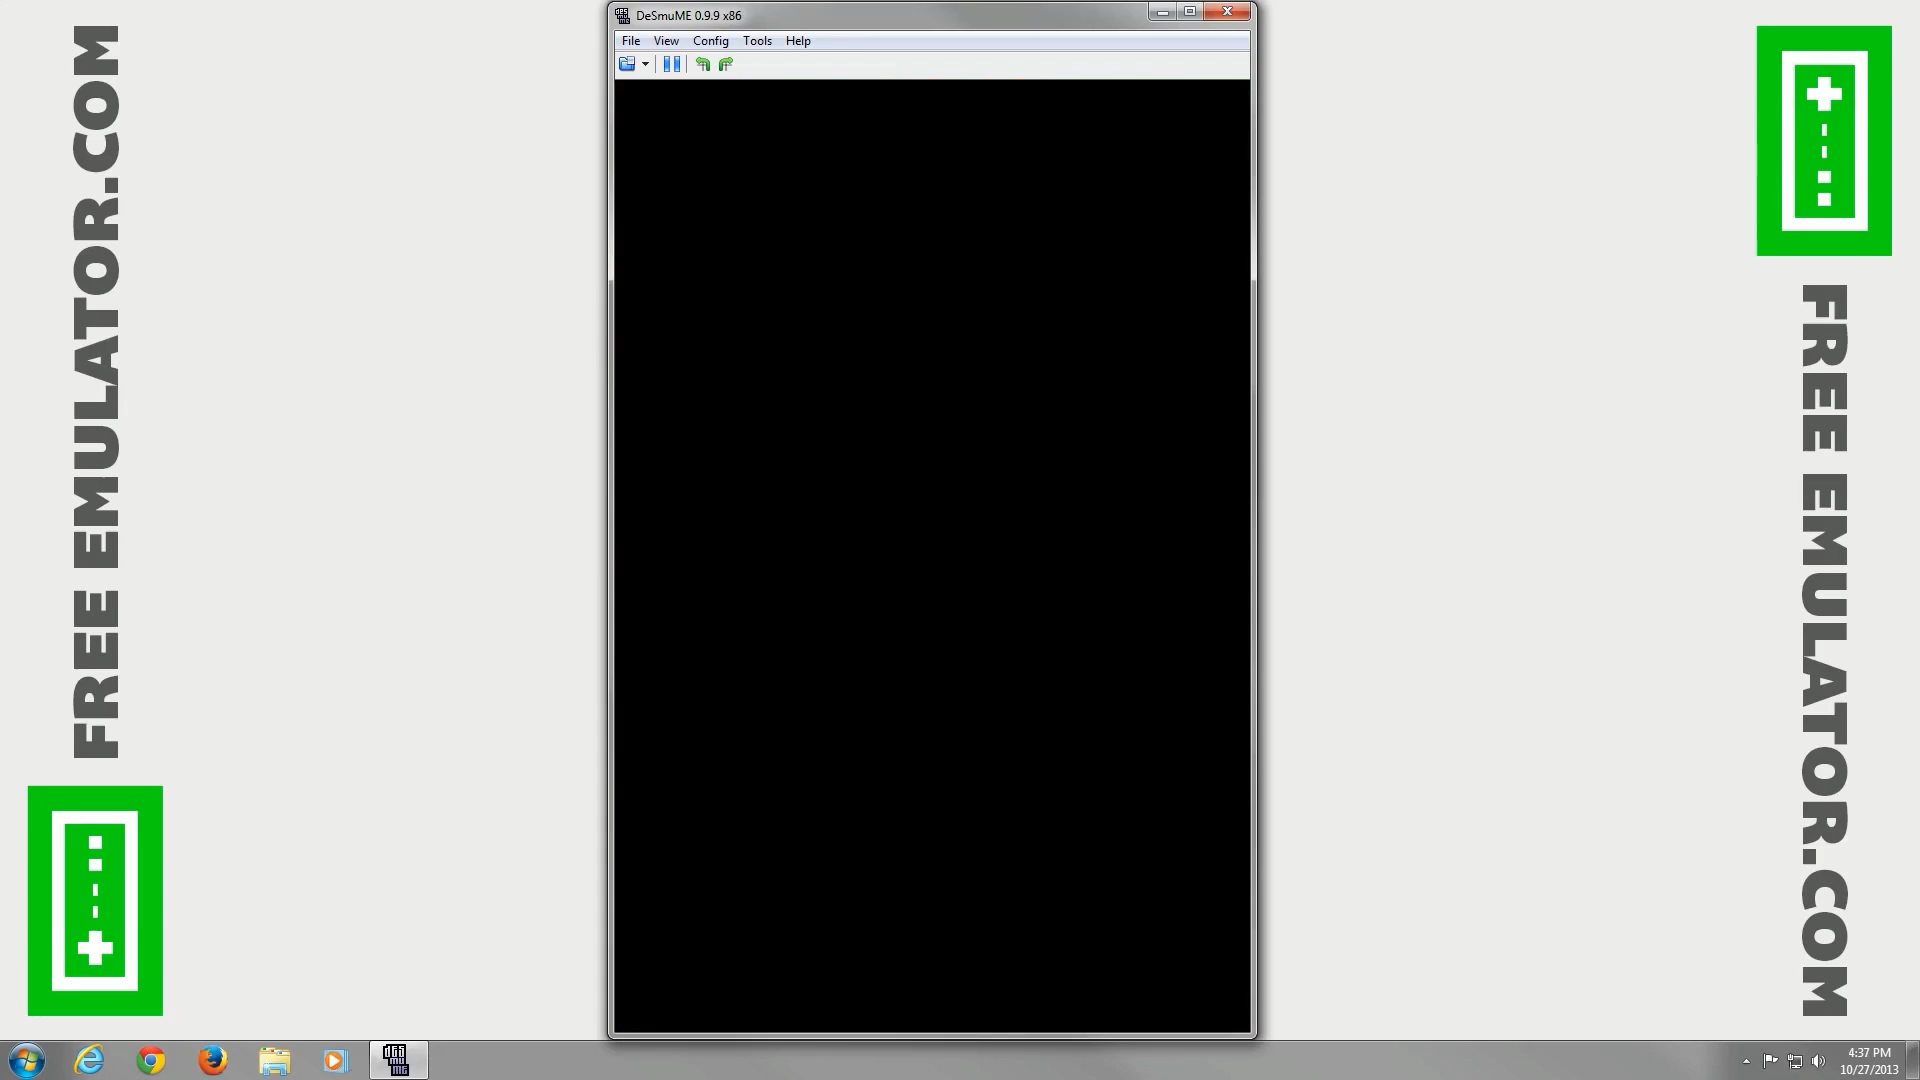 FREE EMULATOR.COM
DeSmuME 0.9.9 x86
File View Config Tools Help
FREE EMULATOR.COM
4:37 PM
10/27/2013